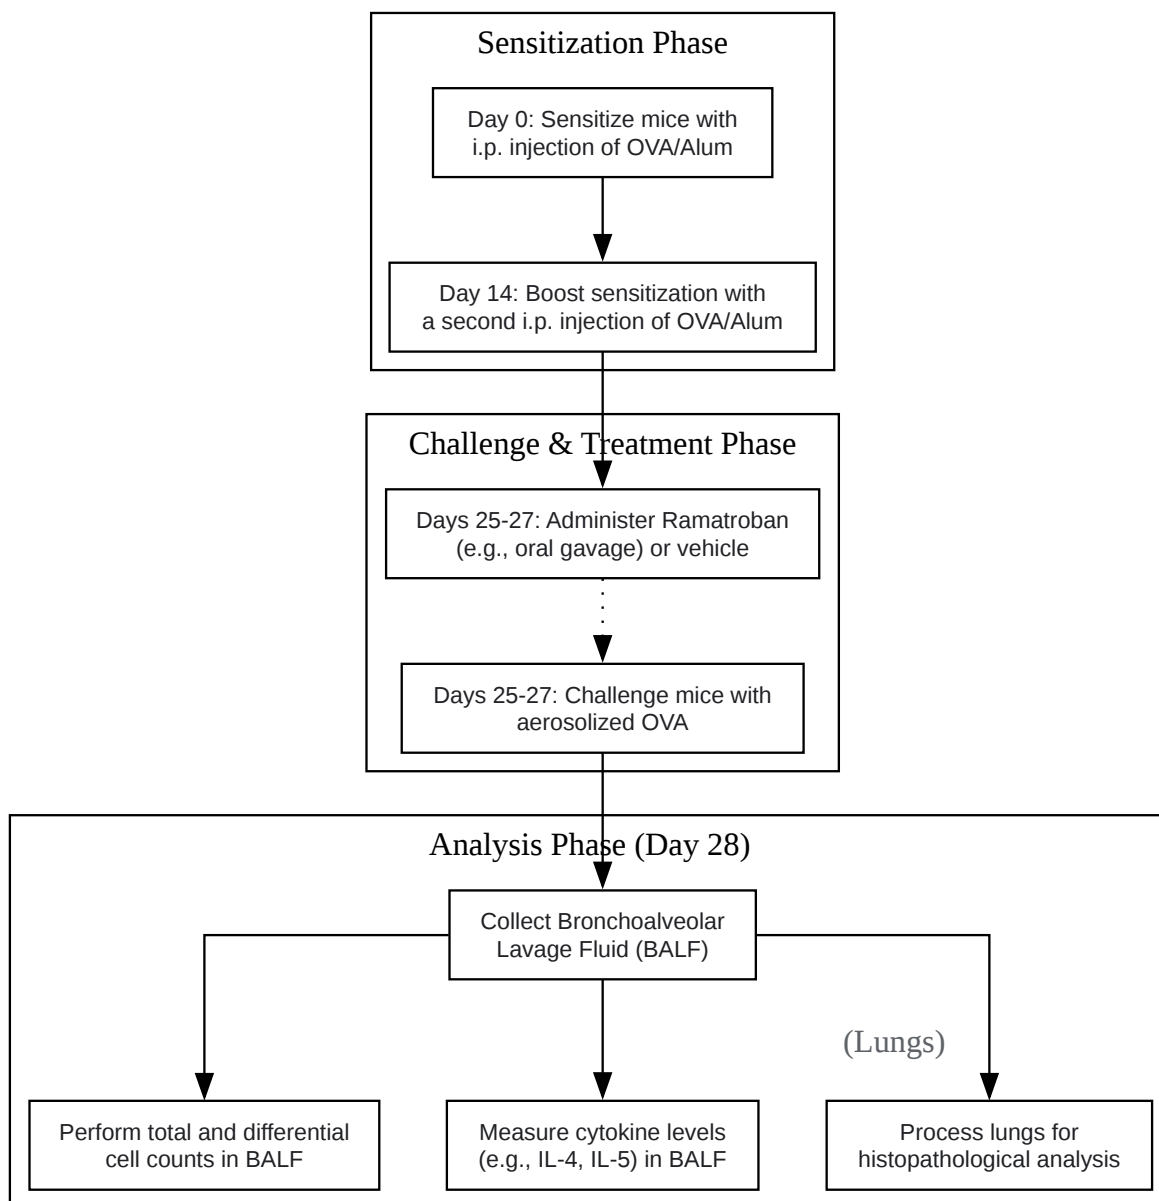 Sensitization Phase
Day 0: Sensitize mice with
i.p. injection of OVA/Alum
Day 14: Boost sensitization with
a second i.p. injection of OVA/Alum
Challenge & Treatment Phase
Days 25-27: Administer Ramatroban
(e.g., oral gavage) or vehicle
Days 25-27: Challenge mice with
aerosolized OVA
Analysis Phase (Day 28)
Collect Bronchoalveolar
Lavage Fluid (BALF)
(Lungs)
Perform total and differential
cell counts in BALF
Measure cytokine levels
(e.g., IL-4, IL-5) in BALF
Process lungs for
histopathological analysis